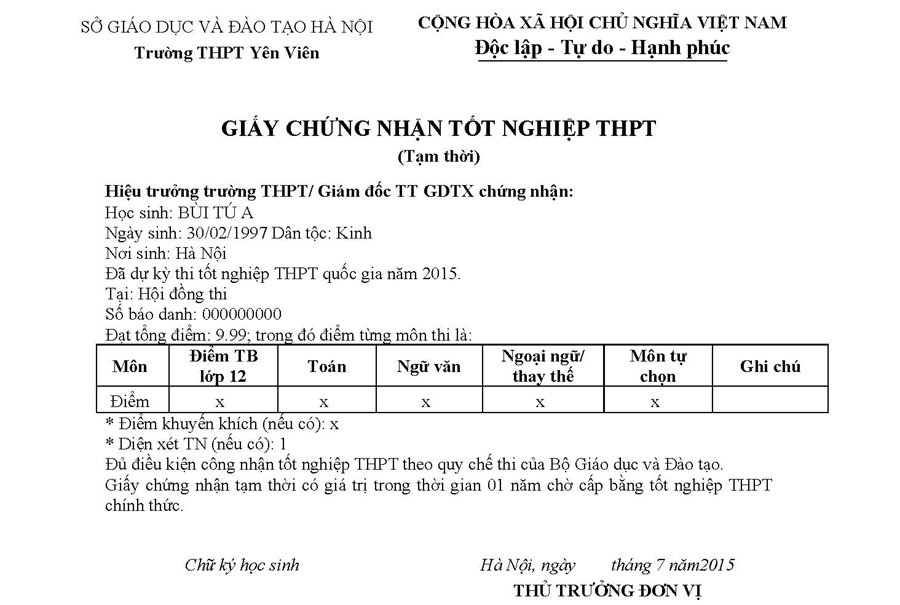 SỞ GIÁO DỤC VÀ ĐÀO TẠO HÀ NỘI
Trường THPT Yên Viên
CỘNG HÒA XÃ HỘI CHỦ NGHĨA VIỆT NAM
Độc lập - Tự do - Hạnh phúc
GIẤY CHỨNG NHẬN TỐT NGHIỆP THPT
(Tạm thời)
Hiệu trưởng trường THPT/ Giám đốc TT GDTX chứng nhận:
Học sinh: BÙI TÚ A
Ngày sinh: 30/02/1997 Dân tộc: Kinh
Nơi sinh: Hà Nội
Đã dự kỳ thi tốt nghiệp THPT quốc gia năm 2015.
Tại: Hội đồng thi
Số báo danh: 000000000
Đạt tổng điểm: 9.99; trong đó điểm từng môn thi là:
Môn Điểm TB lớp 12 Toán Ngữ văn Ngoại ngữ/ thay thế Môn tự chọn Ghi chú
Điểm x x x x x
* Điểm khuyến khích (nếu có): x
* Diện xét TN (nếu có): 1
Đủ điều kiện công nhận tốt nghiệp THPT theo quy chế thi của Bộ Giáo dục và Đào tạo.
Giấy chứng nhận tạm thời có giá trị trong thời gian 01 năm chờ cấp bằng tốt nghiệp THPT
chính thức.
Chữ ký học sinh
Hà Nội, ngày tháng 7 năm2015
THỦ TRƯỞNG ĐƠN VỊ